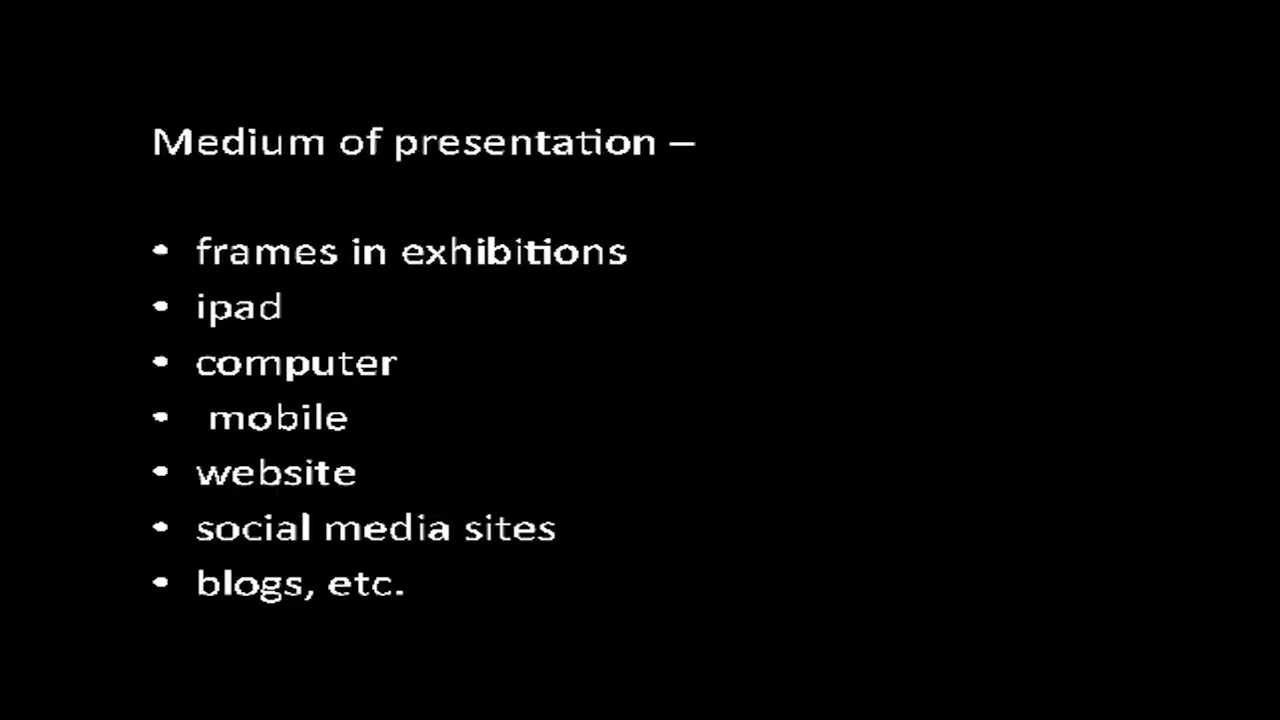 Medium of presentation –
• frames in exhibitions
• ipad
• computer
• mobile
• website
• social media sites
• blogs, etc.